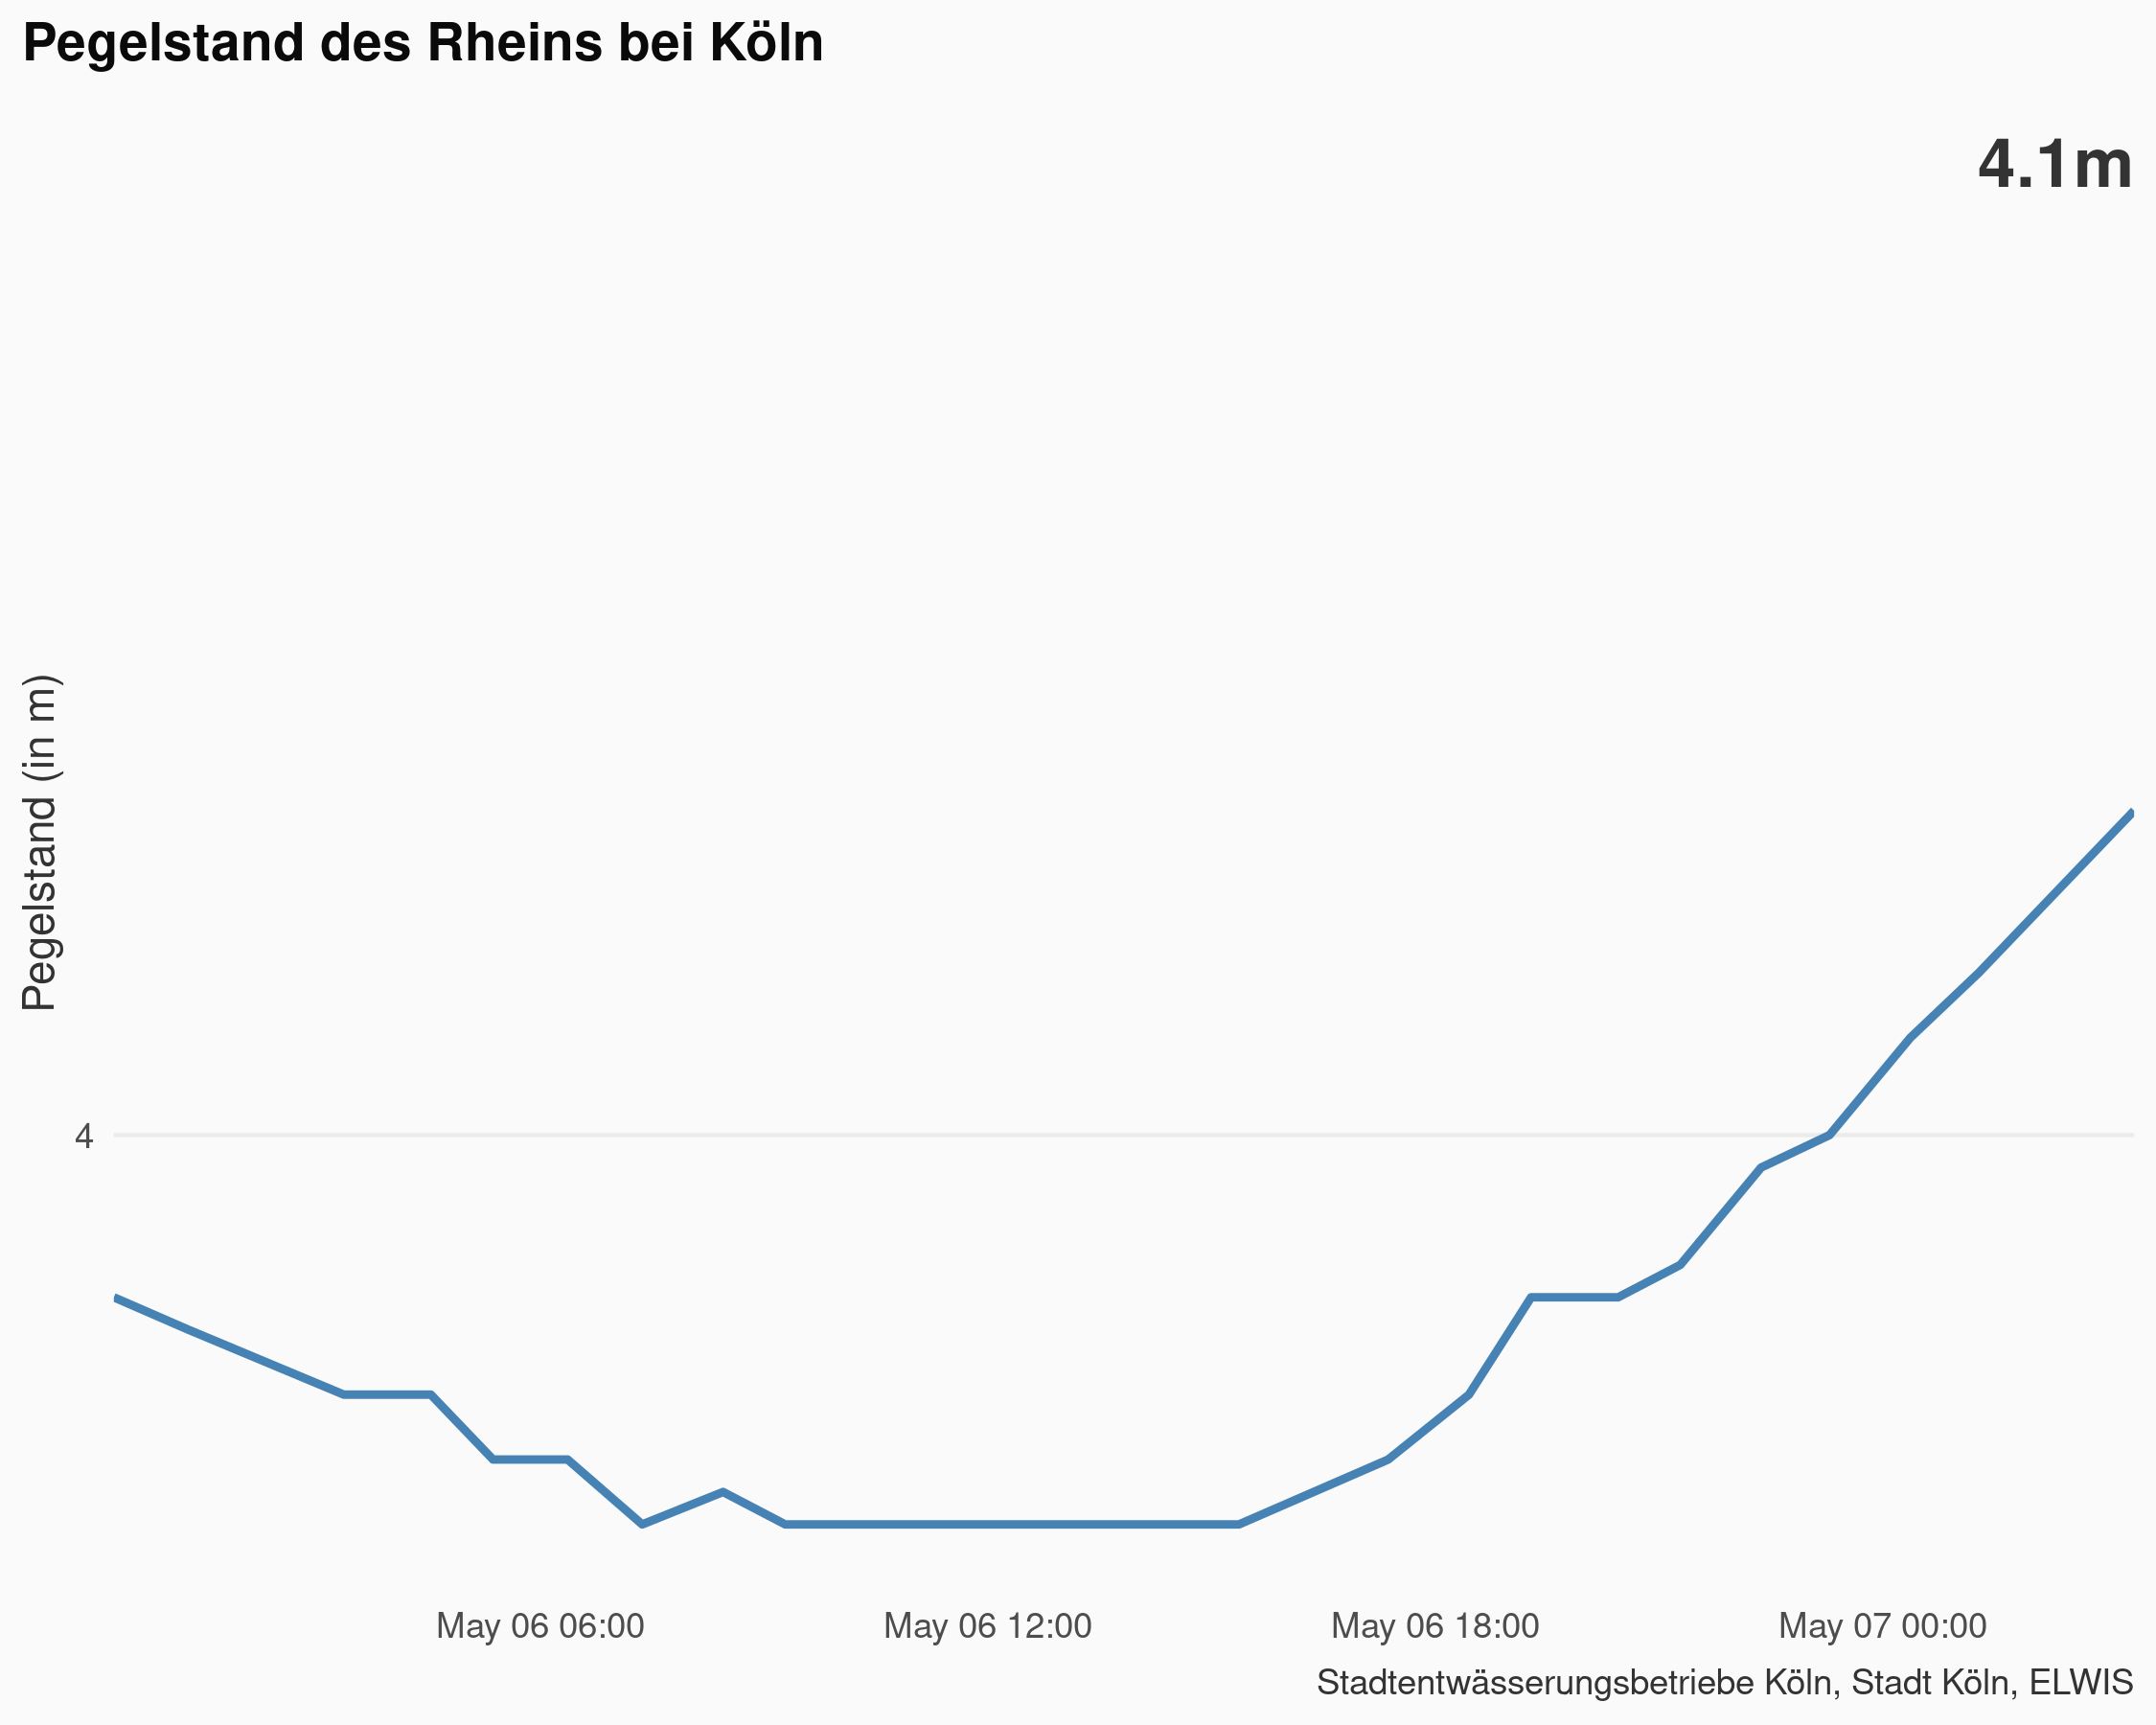 Pegelstand des Rheins bei Köln
4.1m
Pegelstand (in m)
4
May 06 06:00
May 06 12:00
May 06 18:00
May 07 00:00
Stadtentwässerungsbetriebe Köln, Stadt Köln, ELWIS